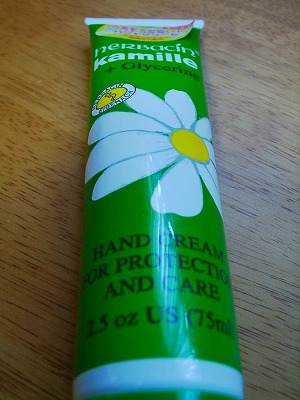 herbacin
kamille
+ Glycerine
HAND CREAM
FOR PROTECTION
AND CARE
2.5 oz US (75ml)